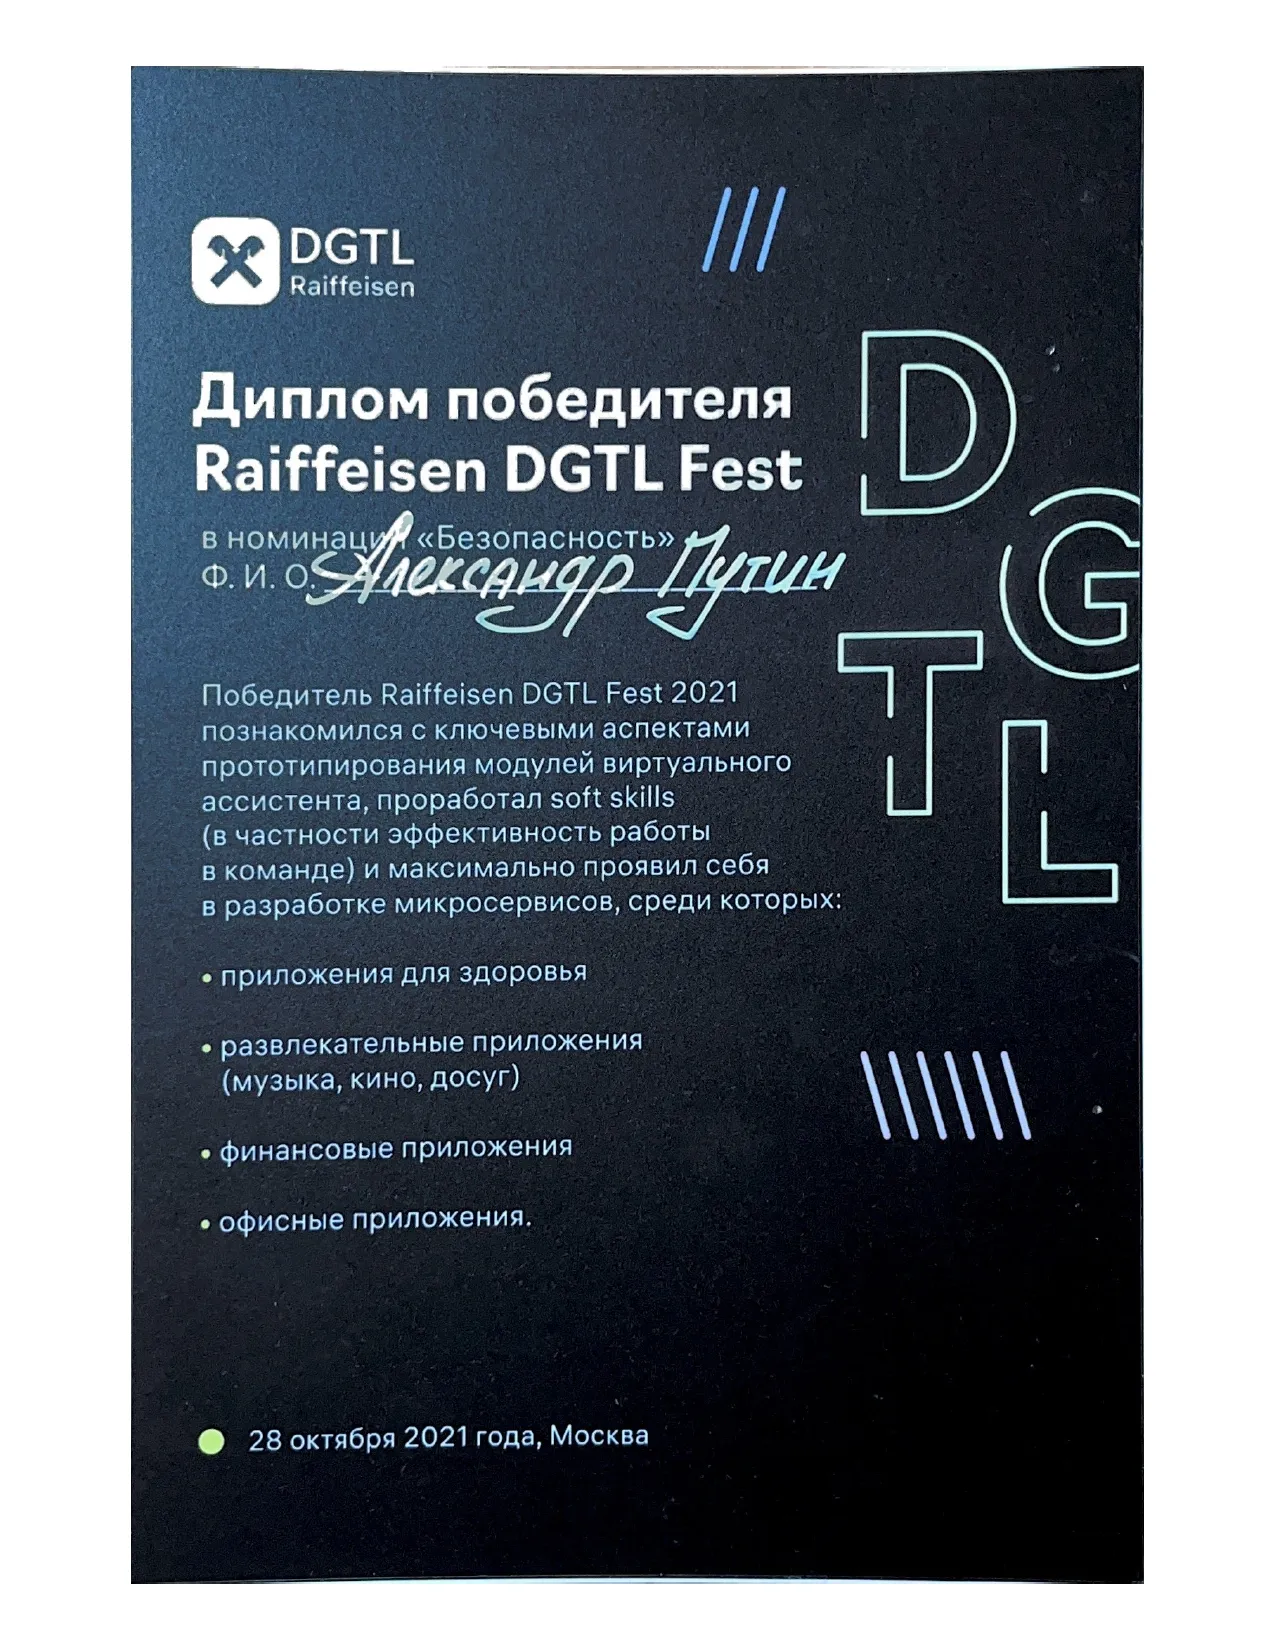 DGTL
Raiffeisen
Диплом победителя
Raiffeisen DGTL Fest
в номинации «Безопасность»
Ф. И. О. Александр Путин
Победитель Raiffeisen DGTL Fest 2021
познакомился с ключевыми аспектами
прототипирования модулей виртуального
ассистента, проработал soft skills
(в частности эффективность работы
в команде) и максимально проявил себя
в разработке микросервисов, среди которых:
• приложения для здоровья
• развлекательные приложения
(музыка, кино, досуг)
• финансовые приложения
• офисные приложения.
28 октября 2021 года, Москва
D
G
T
L